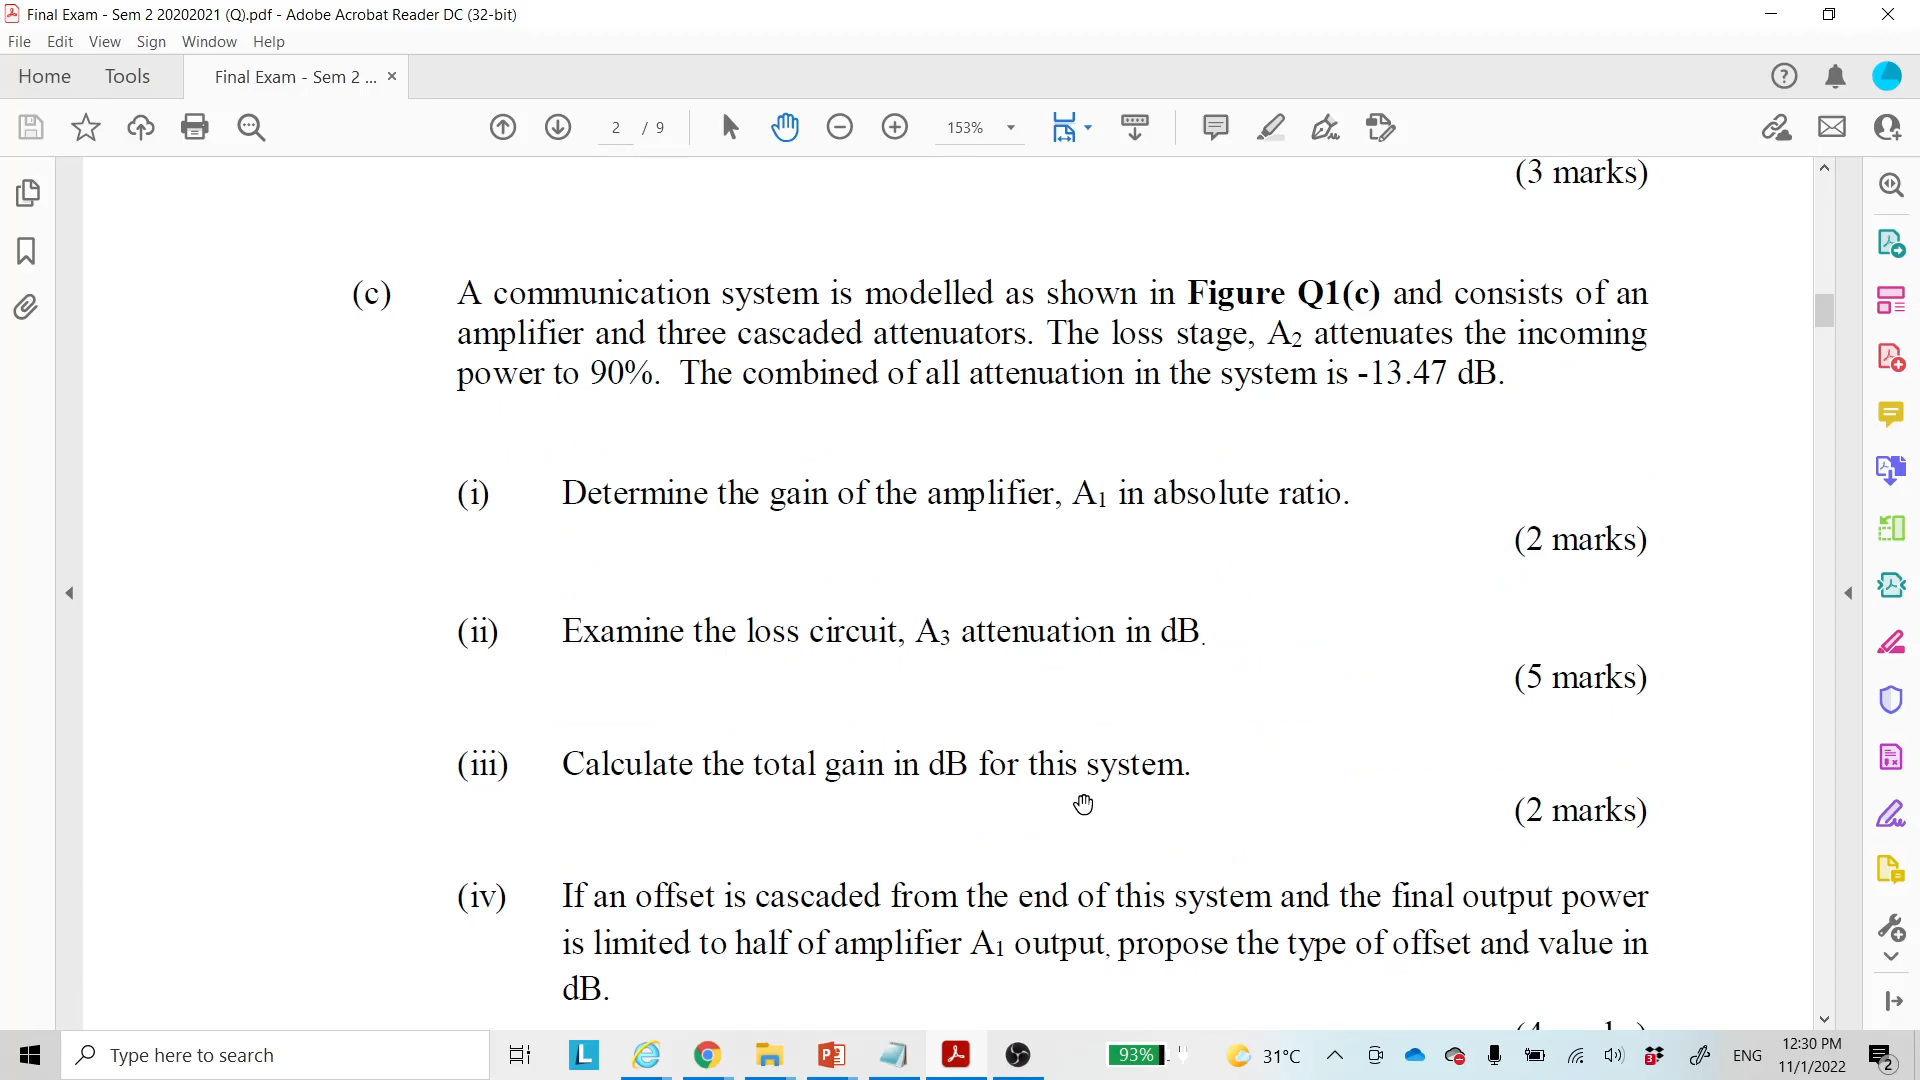 Final Exam - Sem 2 20202021 (Q).pdf - Adobe Acrobat Reader DC (32-bit)
File Edit View Sign Window Help
Home Tools Final Exam - Sem 2 ... ×
2 / 9 153%
(3 marks)
(c) A communication system is modelled as shown in Figure Q1(c) and consists of an
amplifier and three cascaded attenuators. The loss stage, A2 attenuates the incoming
power to 90%. The combined of all attenuation in the system is -13.47 dB.
(i) Determine the gain of the amplifier, A1 in absolute ratio.
(2 marks)
(ii) Examine the loss circuit, A3 attenuation in dB.
(5 marks)
(iii) Calculate the total gain in dB for this system.
(2 marks)
(iv) If an offset is cascaded from the end of this system and the final output power
is limited to half of amplifier A1 output, propose the type of offset and value in
dB.
Type here to search
93% 31°C ENG 12:30 PM
11/1/2022 2